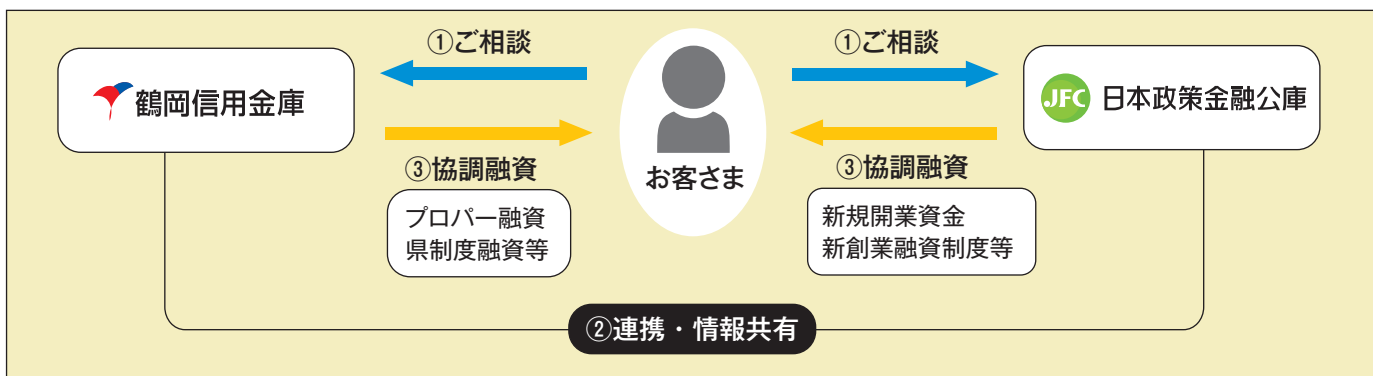 ①ご相談
①ご相談
鶴岡信用金庫
JFC 日本政策金融公庫
お客さま
③協調融資
③協調融資
プロパー融資
県制度融資等
新規開業資金
新創業融資制度等
②連携・情報共有